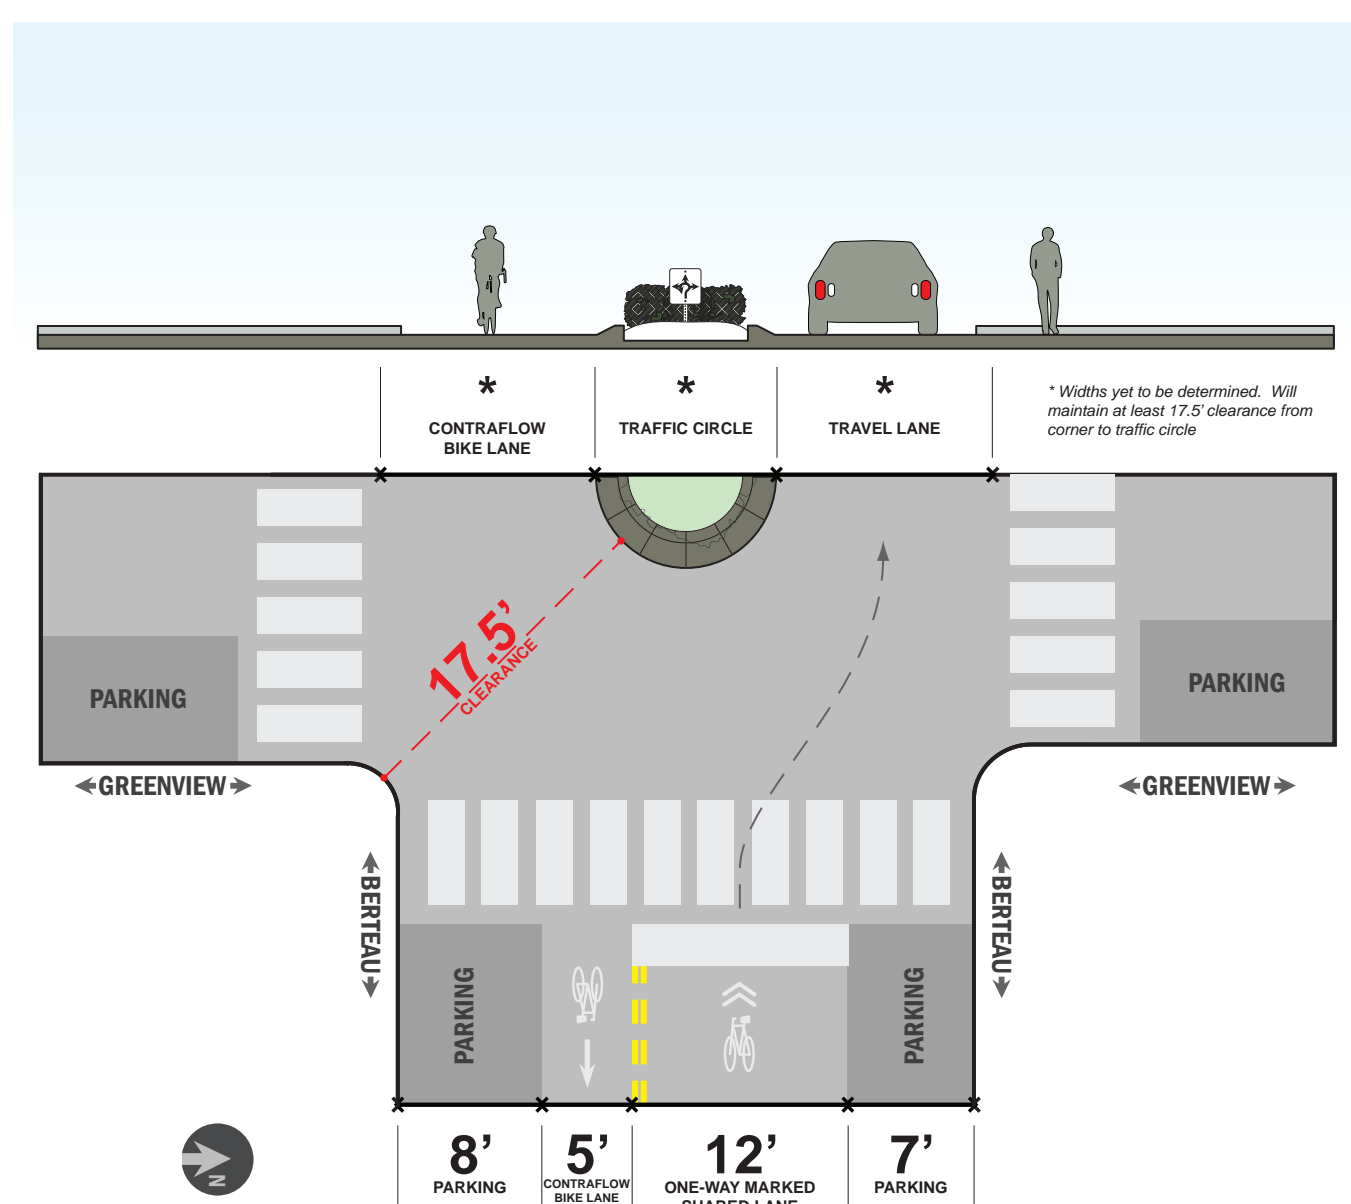 *
*
*
CONTRAFLOW
BIKE LANE
TRAFFIC CIRCLE
TRAVEL LANE
* Widths yet to be determined. Will
maintain at least 17.5’ clearance from
corner to traffic circle
17.5’
CLEARANCE
PARKING
PARKING
GREENVIEW
GREENVIEW
BERTEAU
BERTEAU
PARKING
PARKING
N
8’
PARKING
5’
CONTRAFLOW
BIKE LANE
12’
ONE-WAY MARKED
SHARED LANE
7’
PARKING